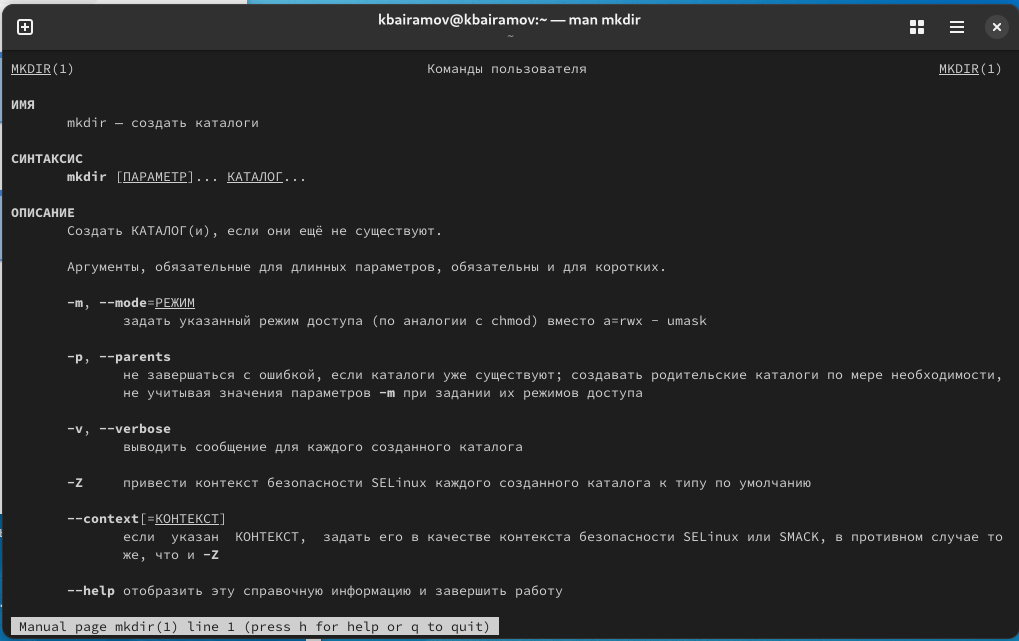 kbairamov@kbairamov:~ — man mkdir
~
MKDIR(1) Команды пользователя MKDIR(1)
ИМЯ
mkdir — создать каталоги
СИНТАКСИС
mkdir [ПАРАМЕТР]... КАТАЛОГ...
ОПИСАНИЕ
Создать КАТАЛОГ(и), если они ещё не существуют.
Аргументы, обязательные для длинных параметров, обязательны и для коротких.
-m, --mode=РЕЖИМ
задать указанный режим доступа (по аналогии с chmod) вместо a=rwx - umask
-p, --parents
не завершаться с ошибкой, если каталоги уже существуют; создавать родительские каталоги по мере необходимости,
не учитывая значения параметров -m при задании их режимов доступа
-v, --verbose
выводить сообщение для каждого созданного каталога
-Z привести контекст безопасности SELinux каждого созданного каталога к типу по умолчанию
--context[=КОНТЕКСТ]
если указан КОНТЕКСТ, задать его в качестве контекста безопасности SELinux или SMACK, в противном случае то
же, что и -Z
--help отобразить эту справочную информацию и завершить работу
Manual page mkdir(1) line 1 (press h for help or q to quit)